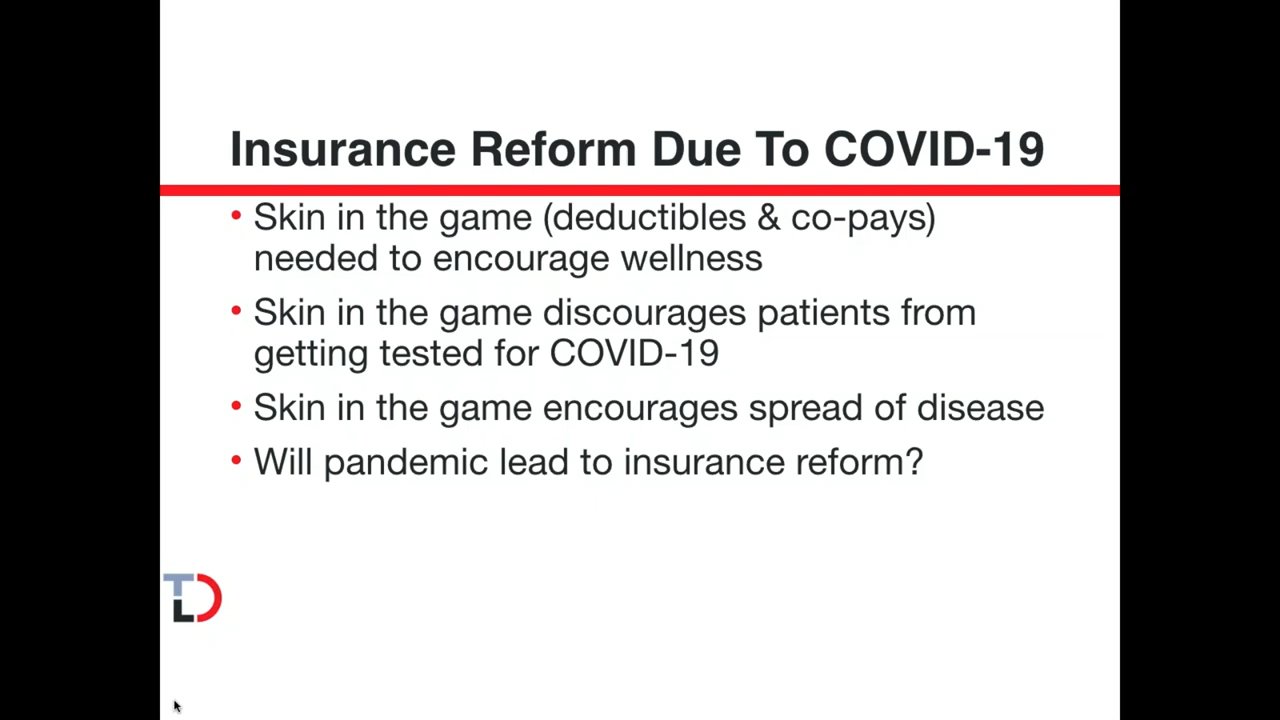 Insurance Reform Due To COVID-19
• Skin in the game (deductibles & co-pays)
needed to encourage wellness
• Skin in the game discourages patients from
getting tested for COVID-19
• Skin in the game encourages spread of disease
• Will pandemic lead to insurance reform?
TLD